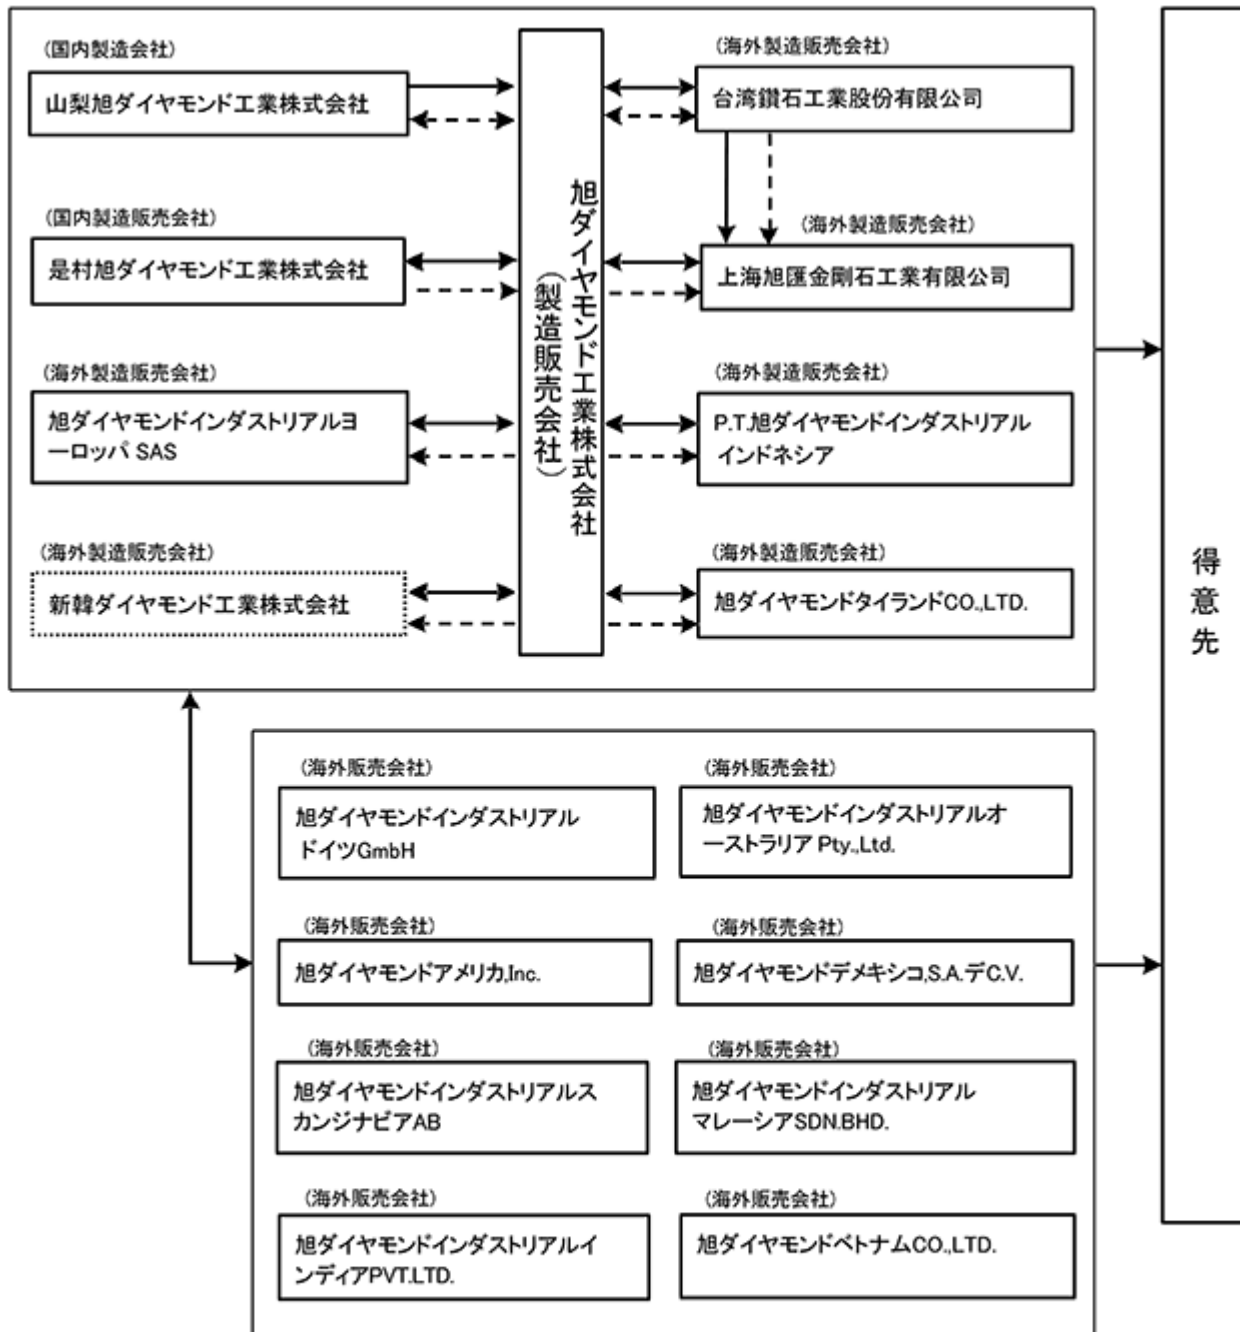 (国内製造会社)
山梨旭ダイヤモンド工業株式会社
(国内製造販売会社)
是村旭ダイヤモンド工業株式会社
(海外製造販売会社)
旭ダイヤモンドインダストリアルヨ
ーロッパ SAS
(海外製造販売会社)
新韓ダイヤモンド工業株式会社
旭ダイヤモンド工業株式会社
(製造販売会社)
(海外製造販売会社)
台湾鑽石工業股份有限公司
(海外製造販売会社)
上海旭匯金剛石工業有限公司
(海外製造販売会社)
P.T.旭ダイヤモンドインダストリアル
インドネシア
(海外製造販売会社)
旭ダイヤモンドタイランドCO.,LTD.
得意先
(海外販売会社)
旭ダイヤモンドインダストリアル
ドイツGmbH
(海外販売会社)
旭ダイヤモンドインダストリアルオ
ーストラリア Pty.,Ltd.
(海外販売会社)
旭ダイヤモンドアメリカ,Inc.
(海外販売会社)
旭ダイヤモンドデメキシコ,S.A.デC.V.
(海外販売会社)
旭ダイヤモンドインダストリアルス
カンジナビアAB
(海外販売会社)
旭ダイヤモンドインダストリアル
マレーシアSDN.BHD.
(海外販売会社)
旭ダイヤモンドインダストリアルイ
ンディアPVT.LTD.
(海外販売会社)
旭ダイヤモンドベトナムCO.,LTD.